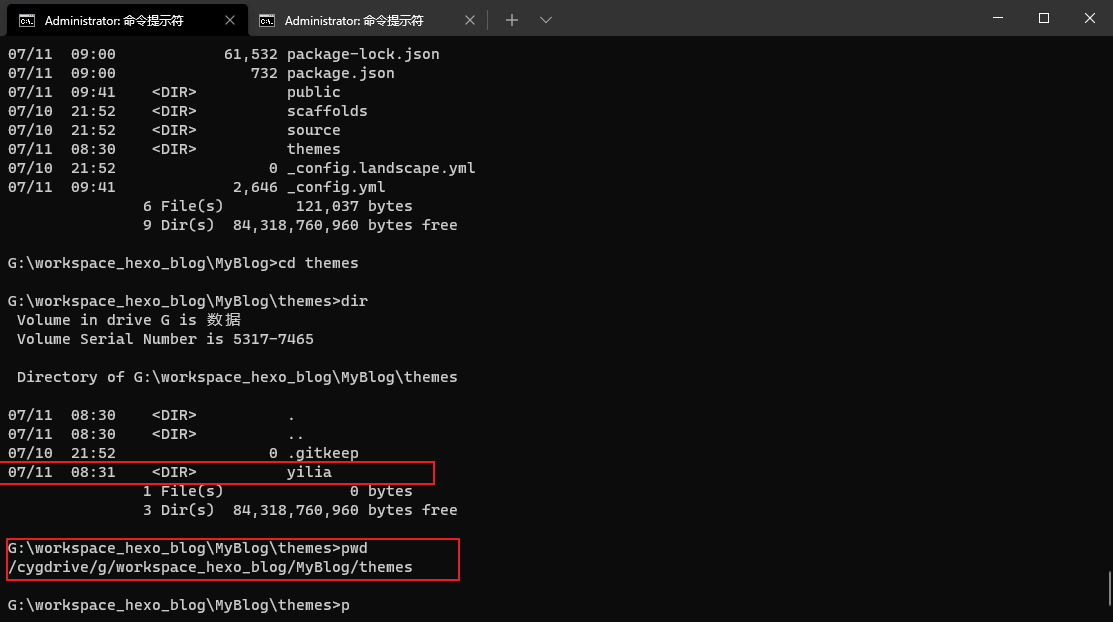 Administrator: 命令提示符
Administrator: 命令提示符
07/11  09:00            61,532 package-lock.json
07/11  09:00               732 package.json
07/11  09:41    <DIR>          public
07/10  21:52    <DIR>          scaffolds
07/10  21:52    <DIR>          source
07/11  08:30    <DIR>          themes
07/10  21:52                 0 _config.landscape.yml
07/11  09:41             2,646 _config.yml
               6 File(s)        121,037 bytes
               9 Dir(s)  84,318,760,960 bytes free
G:\workspace_hexo_blog\MyBlog>cd themes
G:\workspace_hexo_blog\MyBlog\themes>dir
 Volume in drive G is 数据
 Volume Serial Number is 5317-7465
 Directory of G:\workspace_hexo_blog\MyBlog\themes
07/11  08:30    <DIR>          .
07/11  08:30    <DIR>          ..
07/10  21:52                 0 .gitkeep
07/11  08:31    <DIR>          yilia
               1 File(s)              0 bytes
               3 Dir(s)  84,318,760,960 bytes free
G:\workspace_hexo_blog\MyBlog\themes>pwd
/cygdrive/g/workspace_hexo_blog/MyBlog/themes
G:\workspace_hexo_blog\MyBlog\themes>p